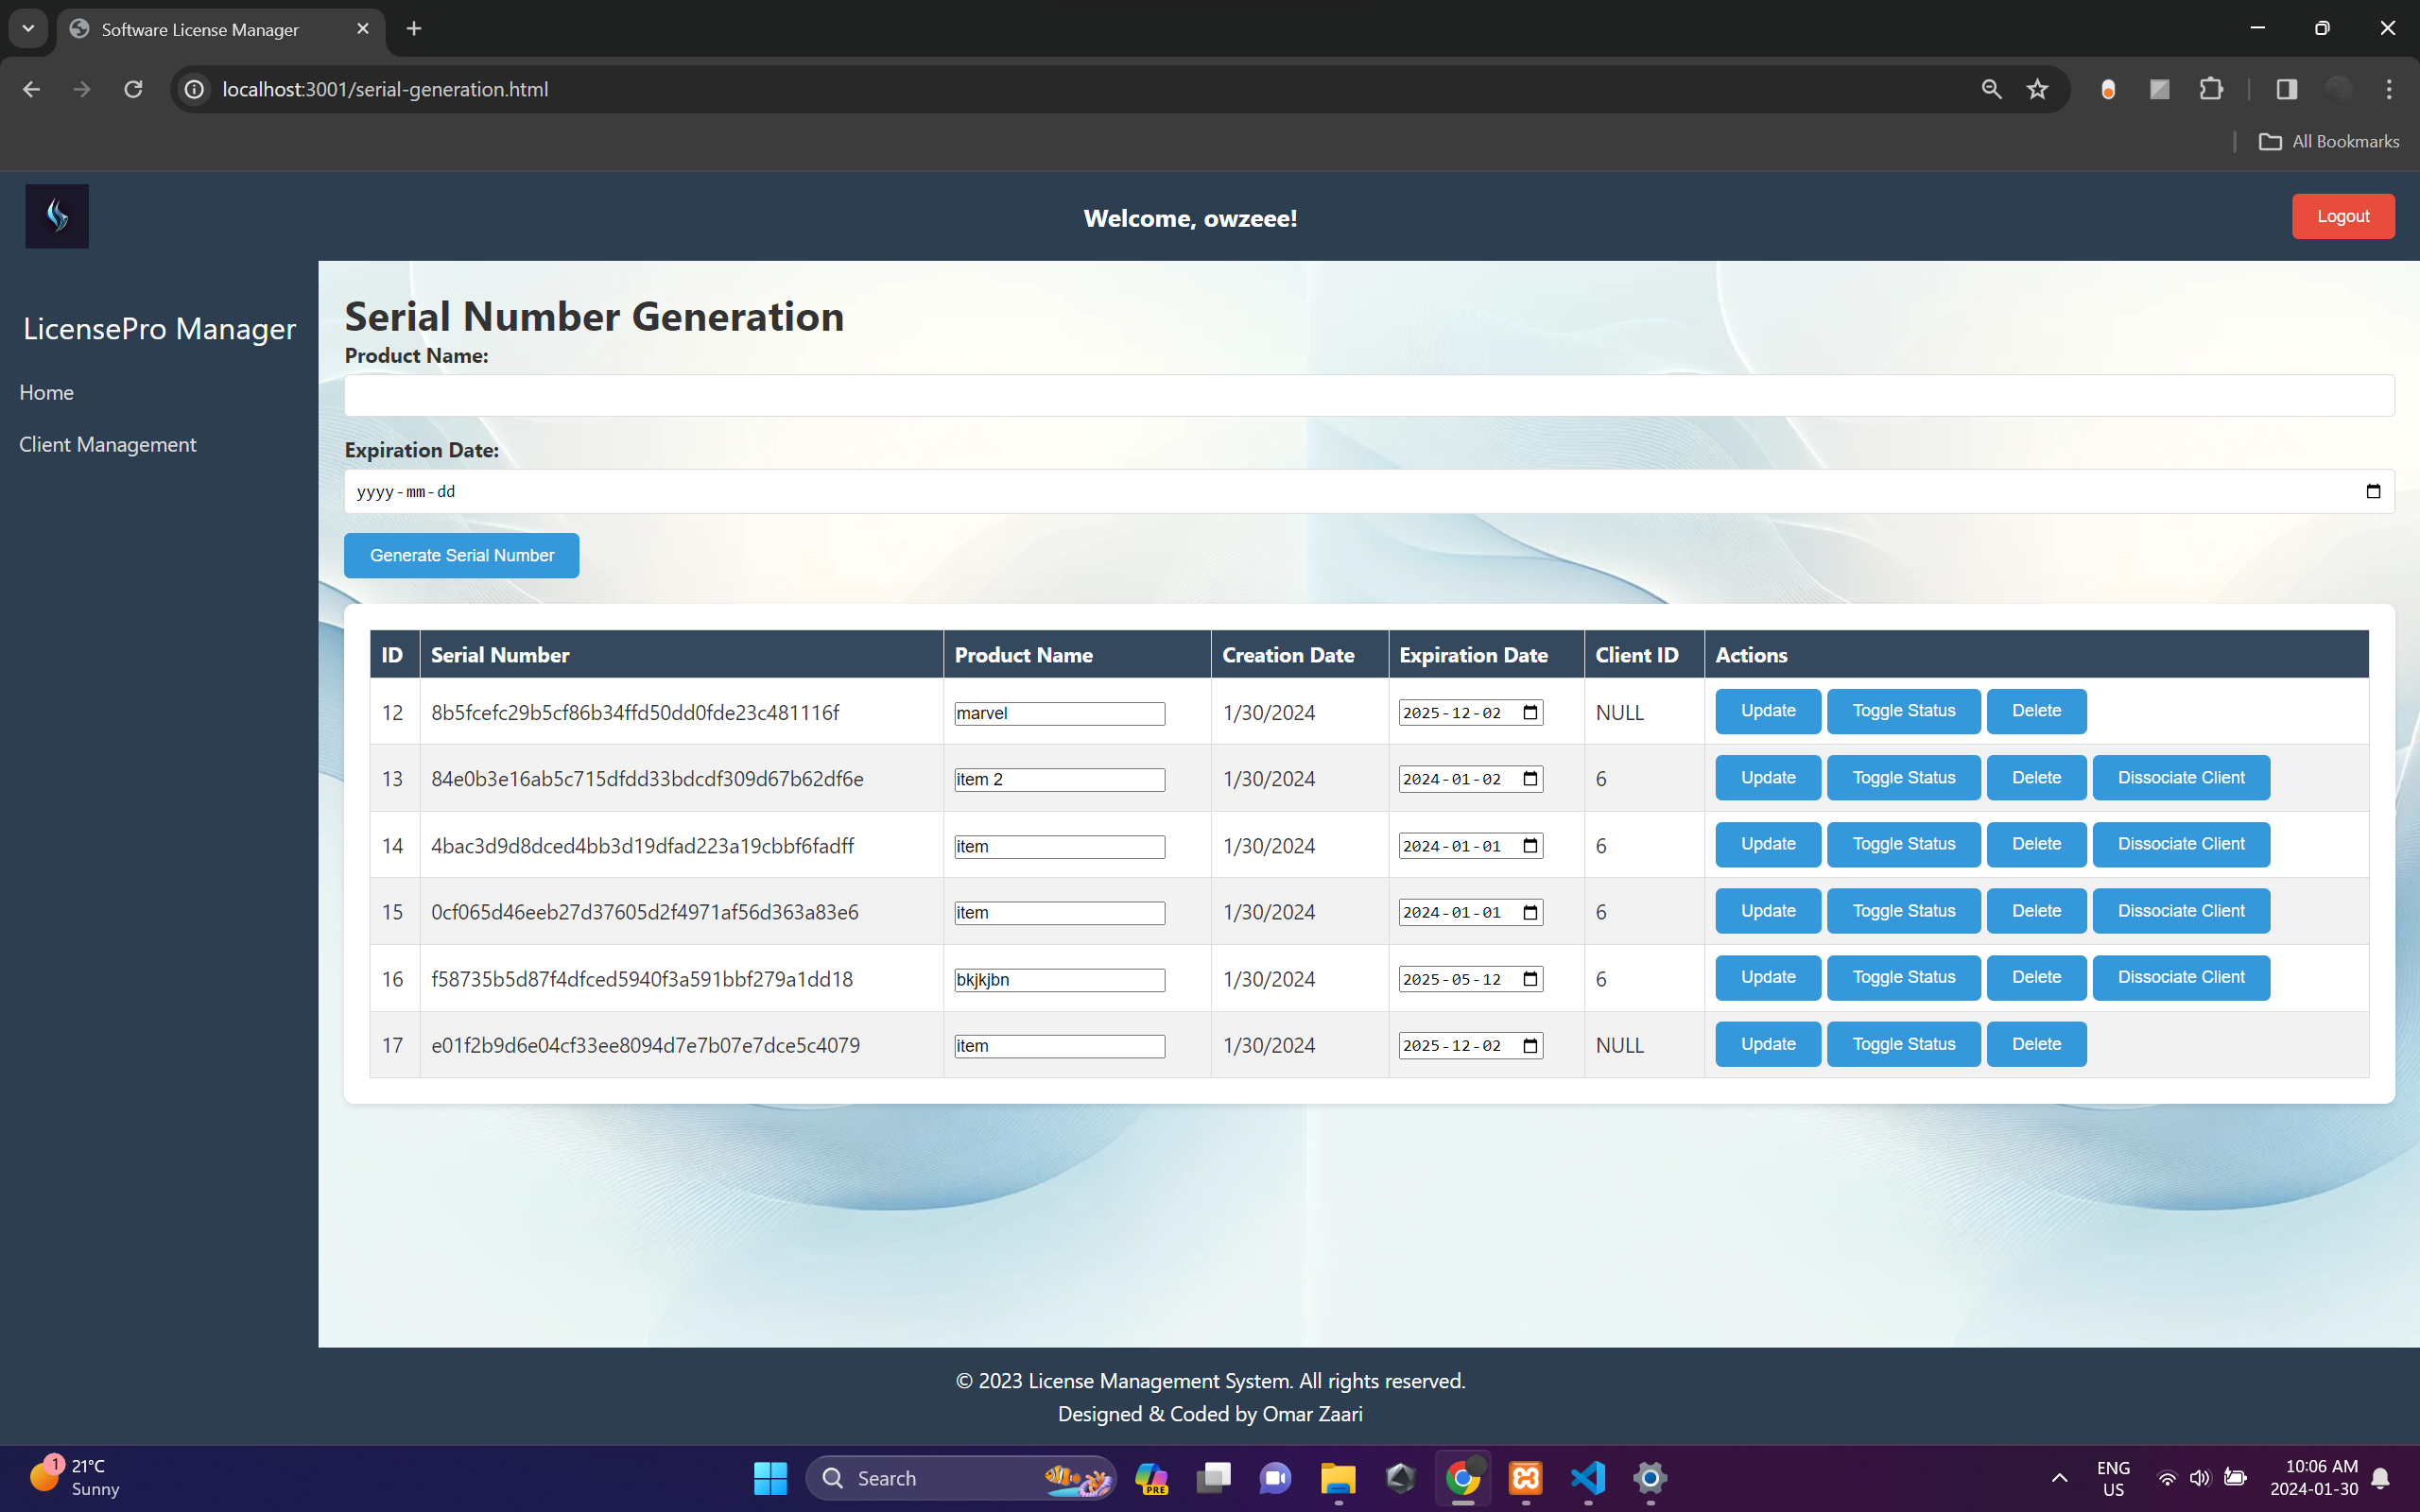 Software License Manager
localhost:3001/serial-generation.html
All Bookmarks
Welcome, owzeee!
Logout
LicensePro Manager
Home
Client Management
Serial Number Generation
Product Name:
Expiration Date:
yyyy-mm-dd
Generate Serial Number
ID Serial Number Product Name Creation Date Expiration Date Client ID Actions
12 8b5fcefc29b5cf86b34ffd50dd0fde23c481116f marvel 1/30/2024 2025-12-02 NULL Update Toggle Status Delete
13 84e0b3e16ab5c715dfdd33bdcdf309d67b62df6e item 2 1/30/2024 2024-01-02 6 Update Toggle Status Delete Dissociate Client
14 4bac3d9d8dced4bb3d19dfad223a19cbbf6fadff item 1/30/2024 2024-01-01 6 Update Toggle Status Delete Dissociate Client
15 0cf065d46eeb27d37605d2f4971af56d363a83e6 item 1/30/2024 2024-01-01 6 Update Toggle Status Delete Dissociate Client
16 f58735b5d87f4dfced5940f3a591bbf279a1dd18 bkjkjbn 1/30/2024 2025-05-12 6 Update Toggle Status Delete Dissociate Client
17 e01f2b9d6e04cf33ee8094d7e7b07e7dce5c4079 item 1/30/2024 2025-12-02 NULL Update Toggle Status Delete
© 2023 License Management System. All rights reserved.
Designed & Coded by Omar Zaari
1 21°C
Sunny
Search
PRE
ENG
US
10:06 AM
2024-01-30